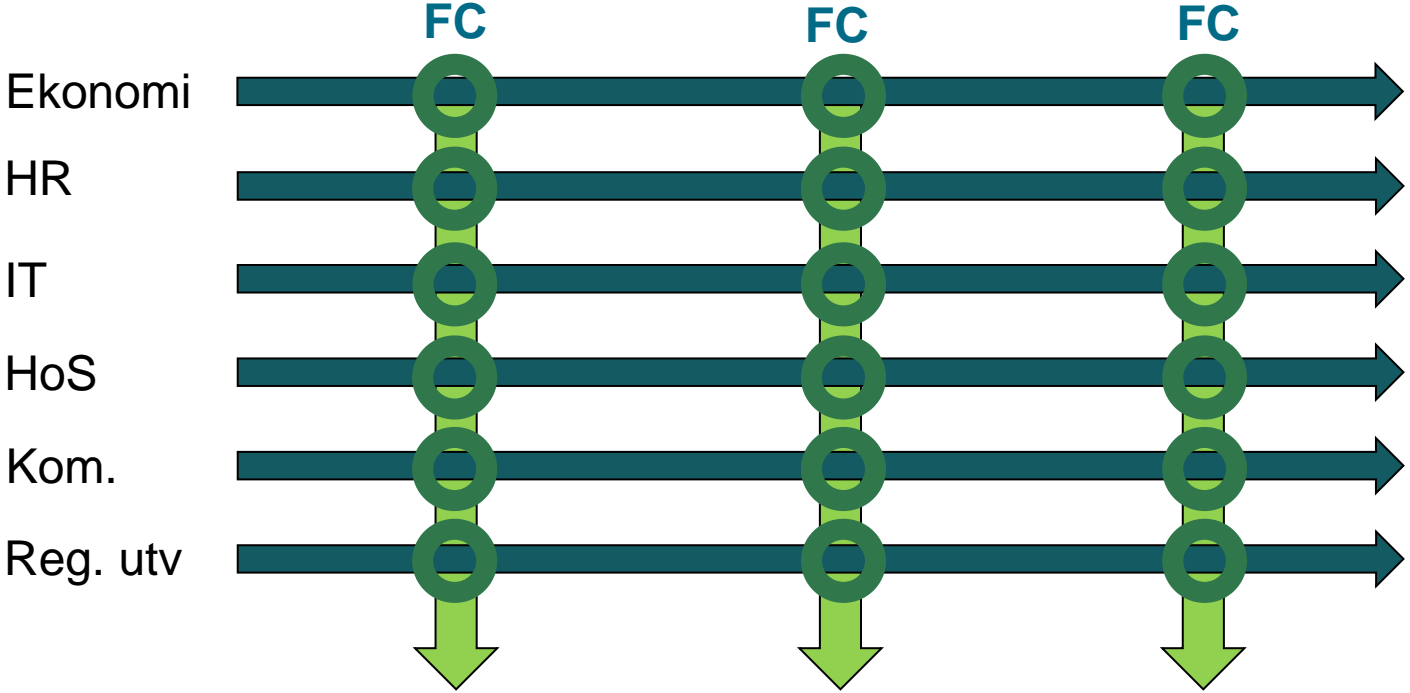 FC FC FC
Ekonomi
HR
IT
HoS
Kom.
Reg. utv